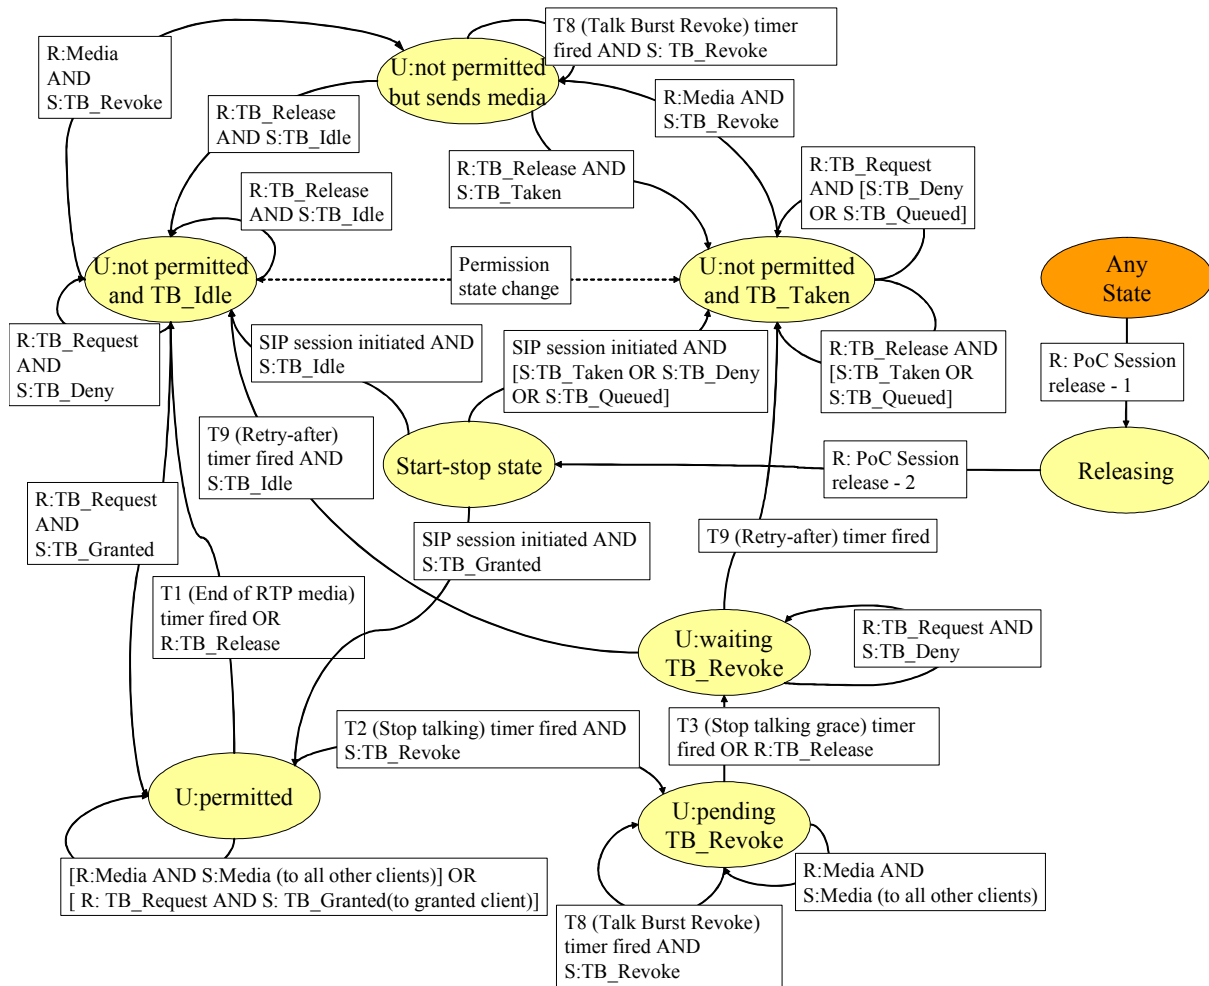 T8 (Talk Burst Revoke) timer
fired AND S: TB_Revoke
R:Media
AND
S:TB_Revoke
U:not permitted
but sends media
R:Media AND
S:TB_Revoke
R:TB_Release
AND S:TB_Idle
R:TB_Release AND
S:TB_Taken
R:TB_Request
AND [S:TB_Deny
OR S:TB_Queued]
R:TB_Release
AND S:TB_Idle
U:not permitted
and TB_Idle
Permission
state change
U:not permitted
and TB_Taken
Any
State
R:TB_Request
AND
S:TB_Deny
SIP session initiated AND
S:TB_Idle
SIP session initiated AND
[S:TB_Taken OR S:TB_Deny
OR S:TB_Queued]
R:TB_Release AND
[S:TB_Taken OR
S:TB_Queued]
R: PoC Session
release - 1
T9 (Retry-after)
timer fired AND
S:TB_Idle
Start-stop state
R: PoC Session
release - 2
Releasing
R:TB_Request
AND
S:TB_Granted
SIP session initiated AND
S:TB_Granted
T9 (Retry-after) timer fired
T1 (End of RTP media)
timer fired OR
R:TB_Release
U:waiting
TB_Revoke
R:TB_Request AND
S:TB_Deny
T2 (Stop talking) timer fired AND
S:TB_Revoke
T3 (Stop talking grace) timer
fired OR R:TB_Release
U:permitted
U:pending
TB_Revoke
[R:Media AND S:Media (to all other clients)] OR
[ R: TB_Request AND S: TB_Granted(to granted client)]
R:Media AND
S:Media (to all other clients)
T8 (Talk Burst Revoke)
timer fired AND
S:TB_Revoke